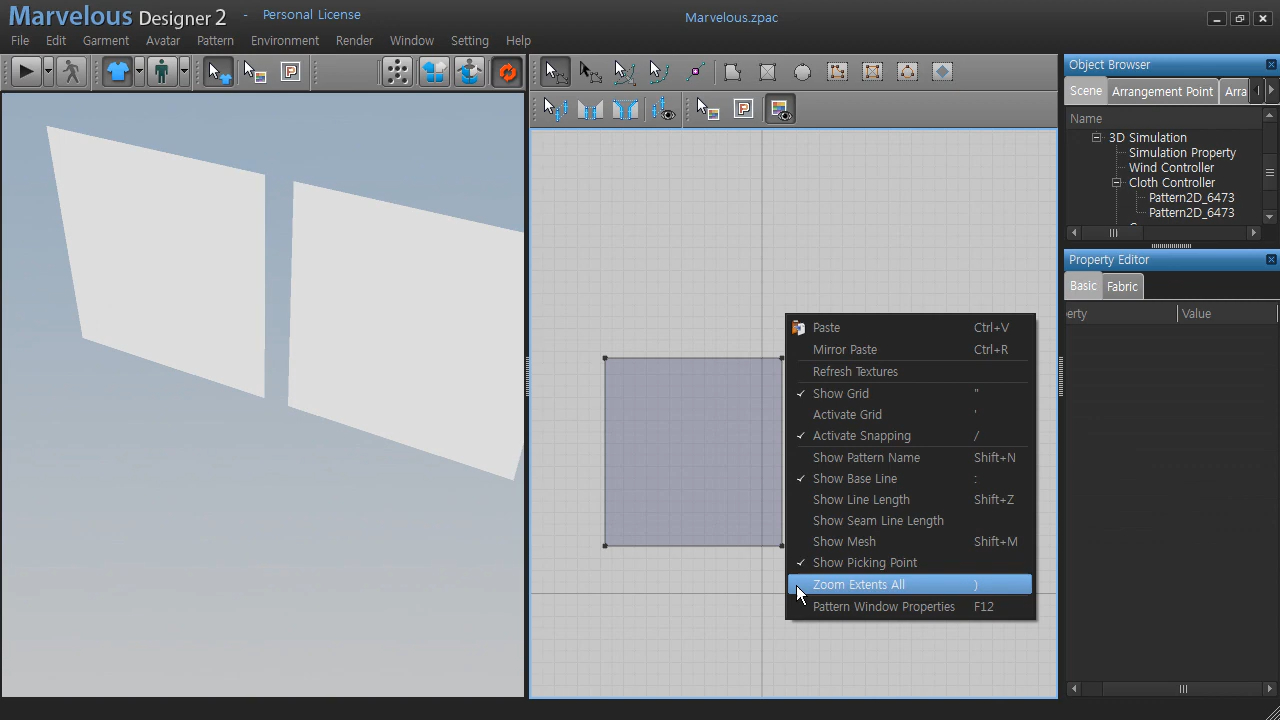 Marvelous Designer 2 - Personal License
Marvelous.zpac
File Edit Garment Avatar Pattern Environment Render Window Setting Help
Object Browser
Scene Arrangement Point Arra
Name
3D Simulation
Simulation Property
Wind Controller
Cloth Controller
Pattern2D_6473
Pattern2D_6473
Property Editor
Basic Fabric
erty Value
Paste Ctrl+V
Mirror Paste Ctrl+R
Refresh Textures
Show Grid "
Activate Grid '
Activate Snapping /
Show Pattern Name Shift+N
Show Base Line :
Show Line Length Shift+Z
Show Seam Line Length
Show Mesh Shift+M
Show Picking Point
Zoom Extents All )
Pattern Window Properties F12